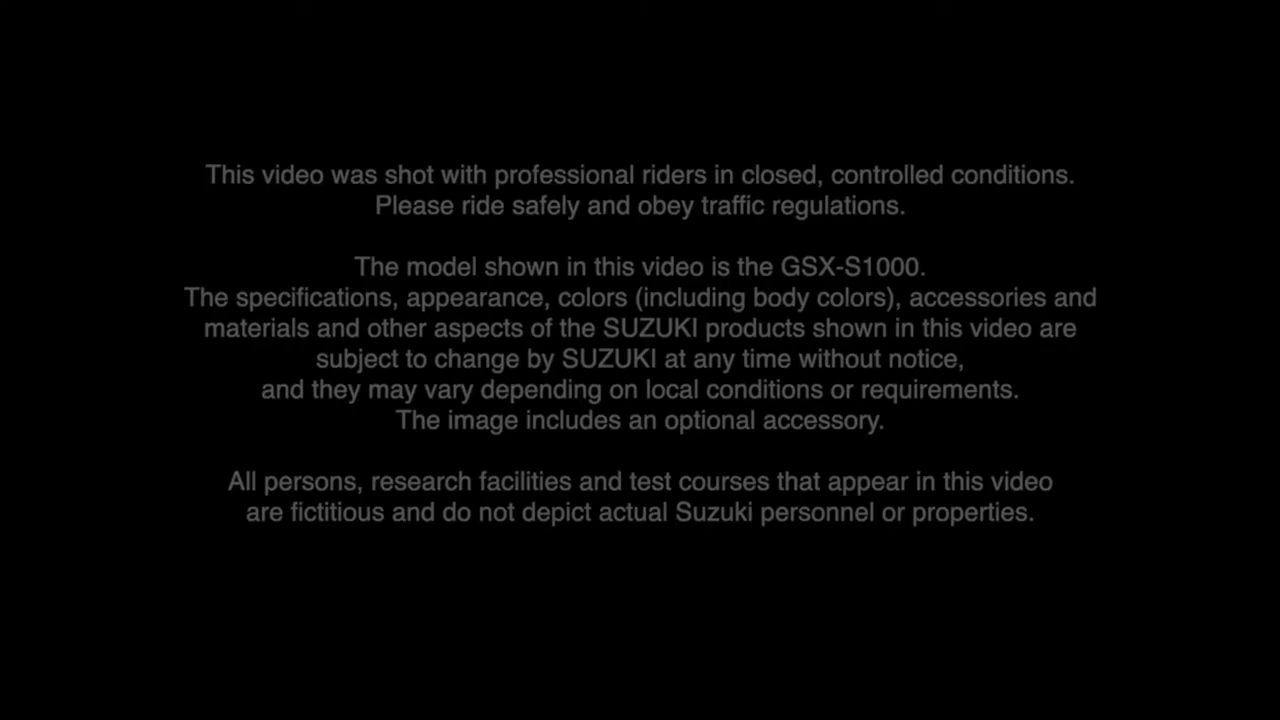 This video was shot with professional riders in closed, controlled conditions.
Please ride safely and obey traffic regulations.
The model shown in this video is the GSX-S1000.
The specifications, appearance, colors (including body colors), accessories and
materials and other aspects of the SUZUKI products shown in this video are
subject to change by SUZUKI at any time without notice,
and they may vary depending on local conditions or requirements.
The image includes an optional accessory.
All persons, research facilities and test courses that appear in this video
are fictitious and do not depict actual Suzuki personnel or properties.